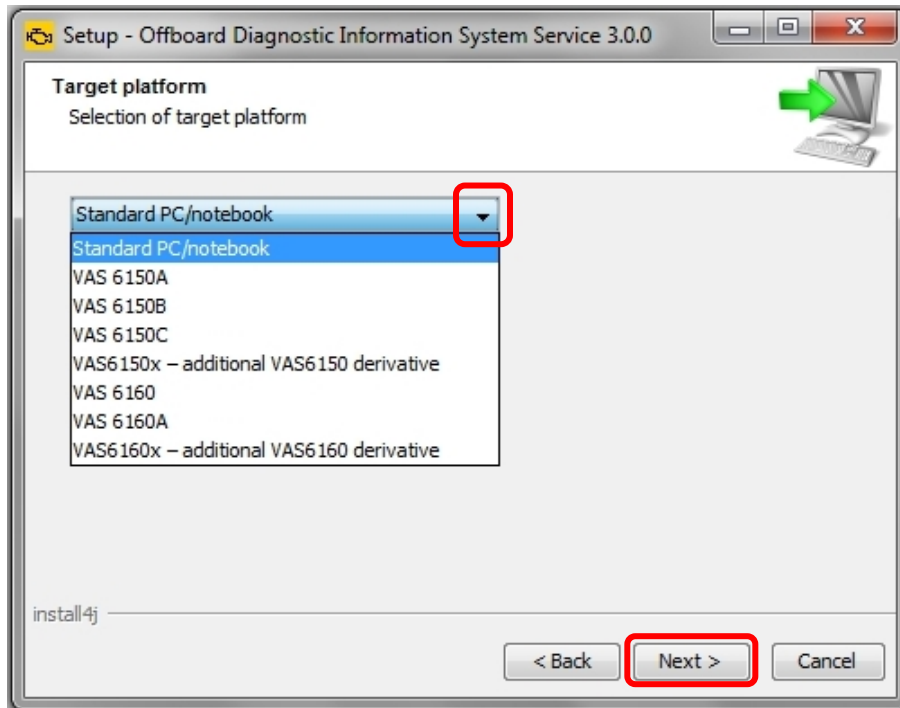 Setup - Offboard Diagnostic Information System Service 3.0.0
Target platform
Selection of target platform
Standard PC/notebook
Standard PC/notebook
VAS 6150A
VAS 6150B
VAS 6150C
VAS6150x – additional VAS6150 derivative
VAS 6160
VAS 6160A
VAS6160x – additional VAS6160 derivative
install4j
< Back Next > Cancel